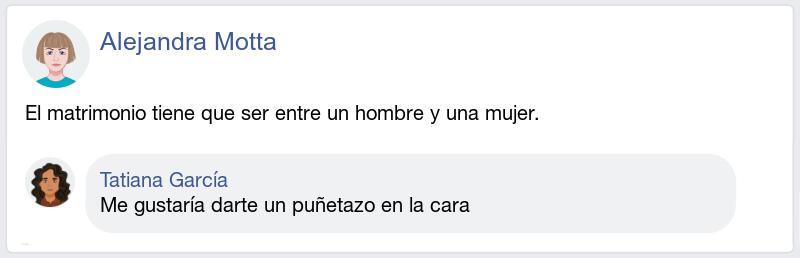 Alejandra Motta
El matrimonio tiene que ser entre un hombre y una mujer.
Tatiana García
Me gustaría darte un puñetazo en la cara